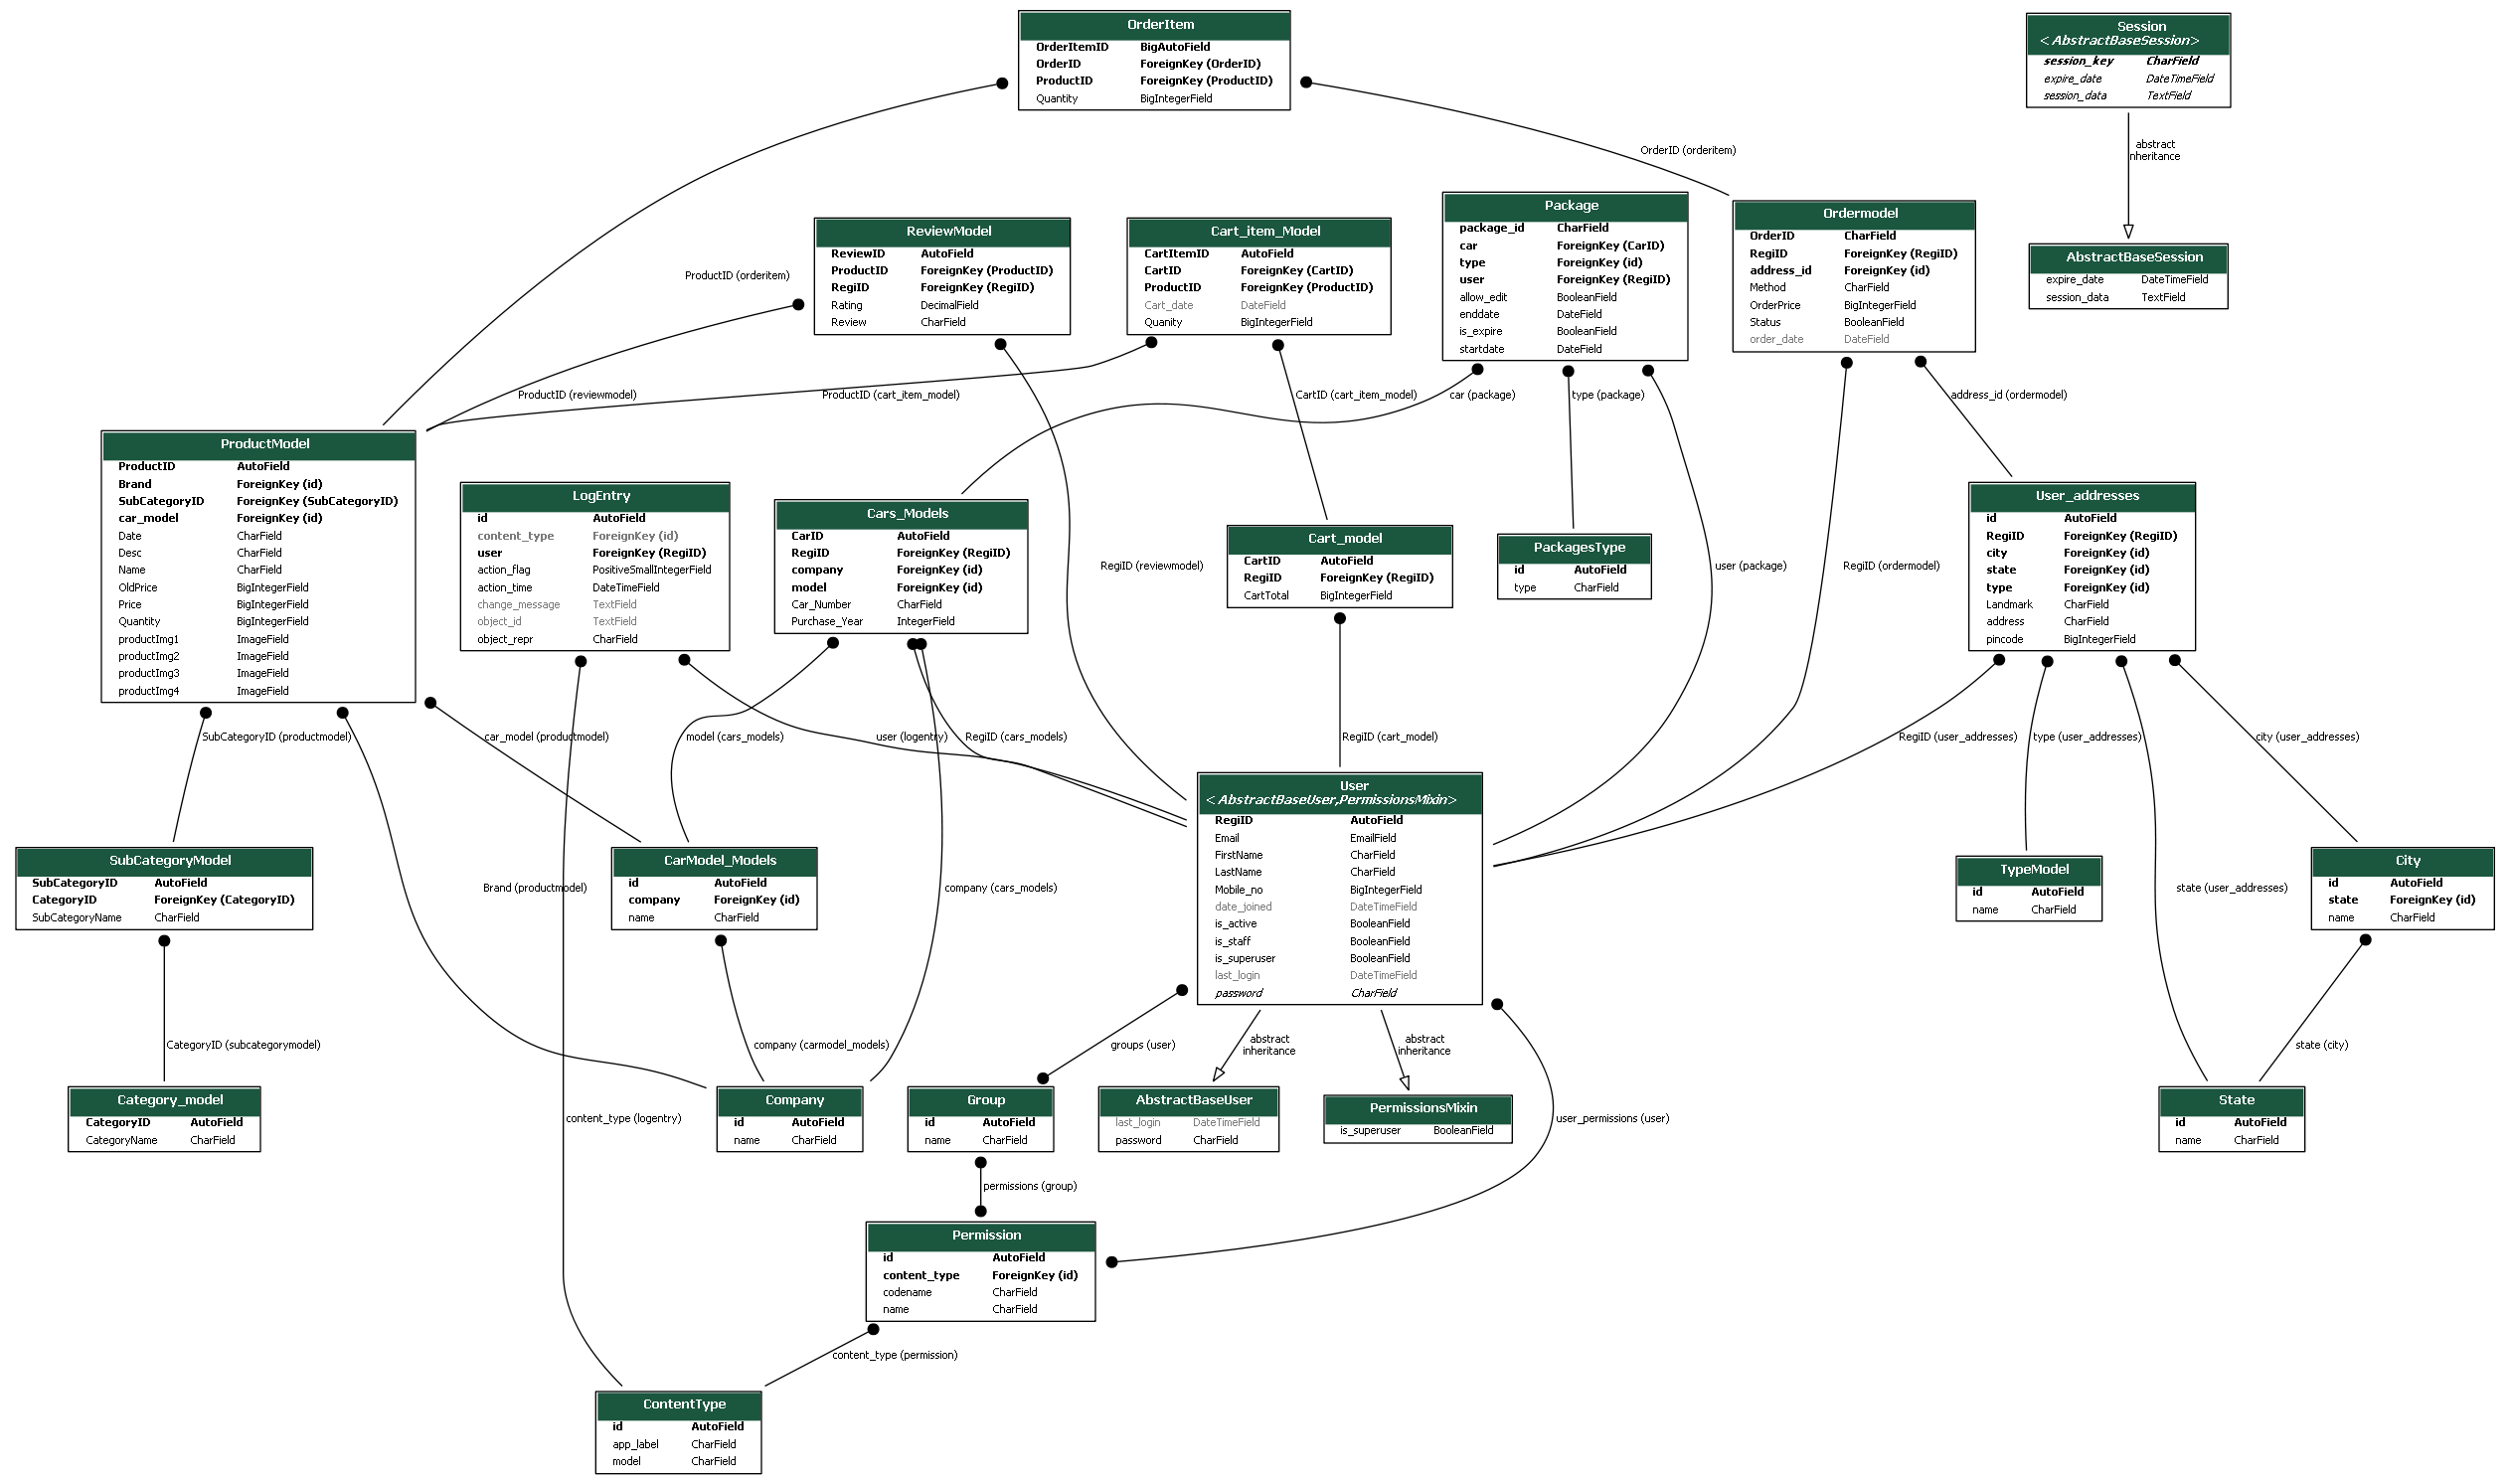 OrderItem
OrderItemID BigAutoField
OrderID ForeignKey (OrderID)
ProductID ForeignKey (ProductID)
Quantity BigIntegerField
Session
<AbstractBaseSession>
session_key CharField
expire_date DateTimeField
session_data TextField
OrderID (orderitem)
abstract
nheritance
Package
package_id CharField
car ForeignKey (CarID)
type ForeignKey (id)
user ForeignKey (RegiID)
allow_edit BooleanField
enddate DateField
is_expire BooleanField
startdate DateField
Ordermodel
OrderID CharField
RegiID ForeignKey (RegiID)
address_id ForeignKey (id)
Method CharField
OrderPrice BigIntegerField
Status BooleanField
order_date DateField
ReviewModel
ReviewID AutoField
ProductID ForeignKey (ProductID)
RegiID ForeignKey (RegiID)
Rating DecimalField
Review CharField
Cart_item_Model
CartItemID AutoField
CartID ForeignKey (CartID)
ProductID ForeignKey (ProductID)
Cart_date DateField
Quanity BigIntegerField
AbstractBaseSession
expire_date DateTimeField
session_data TextField
ProductID (orderitem)
ProductID (reviewmodel)
ProductID (cart_item_model)
CartID (cart_item_model)
car (package)
type (package)
address_id (ordermodel)
ProductModel
ProductID AutoField
Brand ForeignKey (id)
SubCategoryID ForeignKey (SubCategoryID)
car_model ForeignKey (id)
Date CharField
Desc CharField
Name CharField
OldPrice BigIntegerField
Price BigIntegerField
Quantity BigIntegerField
productImg1 ImageField
productImg2 ImageField
productImg3 ImageField
productImg4 ImageField
LogEntry
id AutoField
content_type ForeignKey (id)
user ForeignKey (RegiID)
action_flag PositiveSmallIntegerField
action_time DateTimeField
change_message TextField
object_id TextField
object_repr CharField
Cars_Models
CarID AutoField
RegiID ForeignKey (RegiID)
company ForeignKey (id)
model ForeignKey (id)
Car_Number CharField
Purchase_Year IntegerField
RegiID (reviewmodel)
Cart_model
CartID AutoField
RegiID ForeignKey (RegiID)
CartTotal BigIntegerField
PackagesType
id AutoField
type CharField
user (package)
RegiID (ordermodel)
User_addresses
id AutoField
RegiID ForeignKey (RegiID)
city ForeignKey (id)
state ForeignKey (id)
type ForeignKey (id)
Landmark CharField
address CharField
pincode BigIntegerField
SubCategoryID (productmodel)
car_model (productmodel)
model (cars_models)
user (logentry)
RegiID (cars_models)
RegiID (cart_model)
RegiID (user_addresses)
type (user_addresses)
city (user_addresses)
User
<AbstractBaseUser,PermissionsMixin>
RegiID AutoField
Email EmailField
FirstName CharField
LastName CharField
Mobile_no BigIntegerField
date_joined DateTimeField
is_active BooleanField
is_staff BooleanField
is_superuser BooleanField
last_login DateTimeField
password CharField
SubCategoryModel
SubCategoryID AutoField
CategoryID ForeignKey (CategoryID)
SubCategoryName CharField
Brand (productmodel)
CarModel_Models
id AutoField
company ForeignKey (id)
name CharField
company (cars_models)
TypeModel
id AutoField
name CharField
state (user_addresses)
City
id AutoField
state ForeignKey (id)
name CharField
CategoryID (subcategorymodel)
company (carmodel_models)
groups (user)
abstract
inheritance
abstract
inheritance
state (city)
Category_model
CategoryID AutoField
CategoryName CharField
content_type (logentry)
Company
id AutoField
name CharField
Group
id AutoField
name CharField
AbstractBaseUser
last_login DateTimeField
password CharField
PermissionsMixin
is_superuser BooleanField
user_permissions (user)
State
id AutoField
name CharField
permissions (group)
Permission
id AutoField
content_type ForeignKey (id)
codename CharField
name CharField
content_type (permission)
ContentType
id AutoField
app_label CharField
model CharField